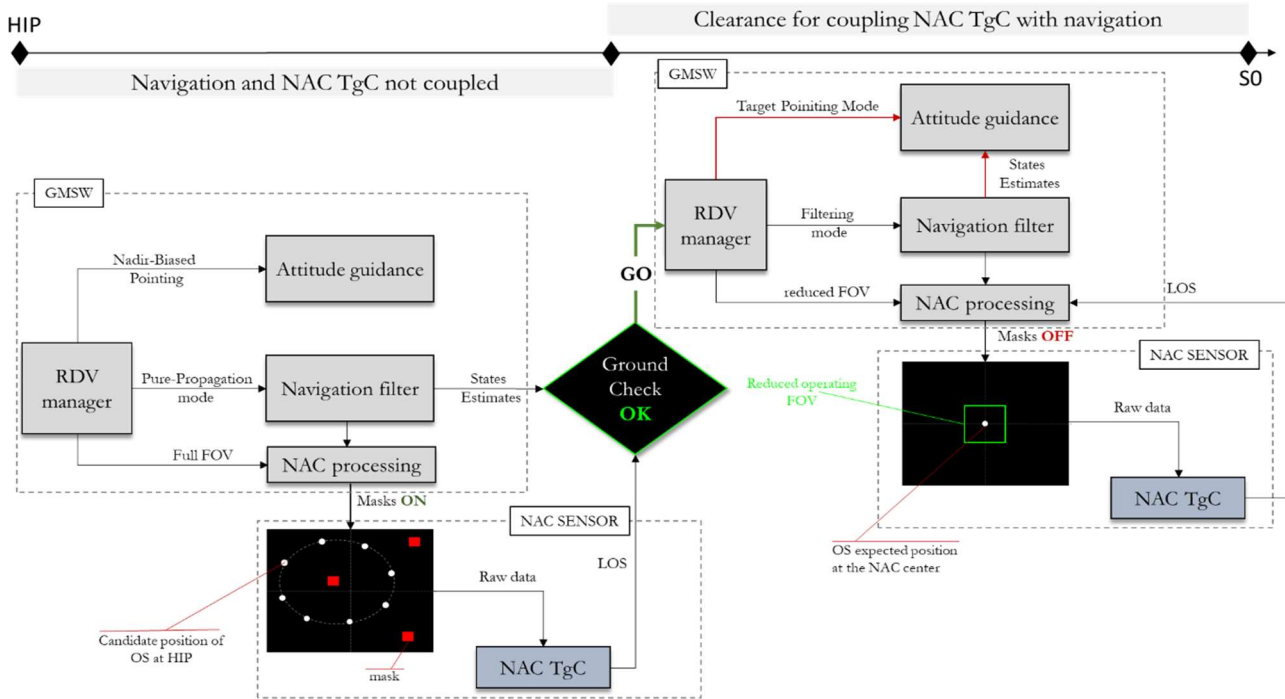 HIP
Clearance for coupling NAC TgC with navigation
Navigation and NAC TgC not coupled
S0
GMSW
Nadir-Biased
Pointing
Attitude guidance
RDV
manager
Pure-Propagation
mode
Navigation filter
States
Estimates
Full FOV
NAC processing
Masks ON
NAC SENSOR
Candidate position of
OS at HIP
mask
Raw data
NAC TgC
LOS
Ground
Check
OK
GO
GMSW
Target Poiniting Mode
Attitude guidance
States
Estimates
RDV
manager
Filtering
mode
Navigation filter
reduced FOV
NAC processing
LOS
Masks OFF
NAC SENSOR
Reduced operating
FOV
Raw data
NAC TgC
OS expected position
at the NAC center